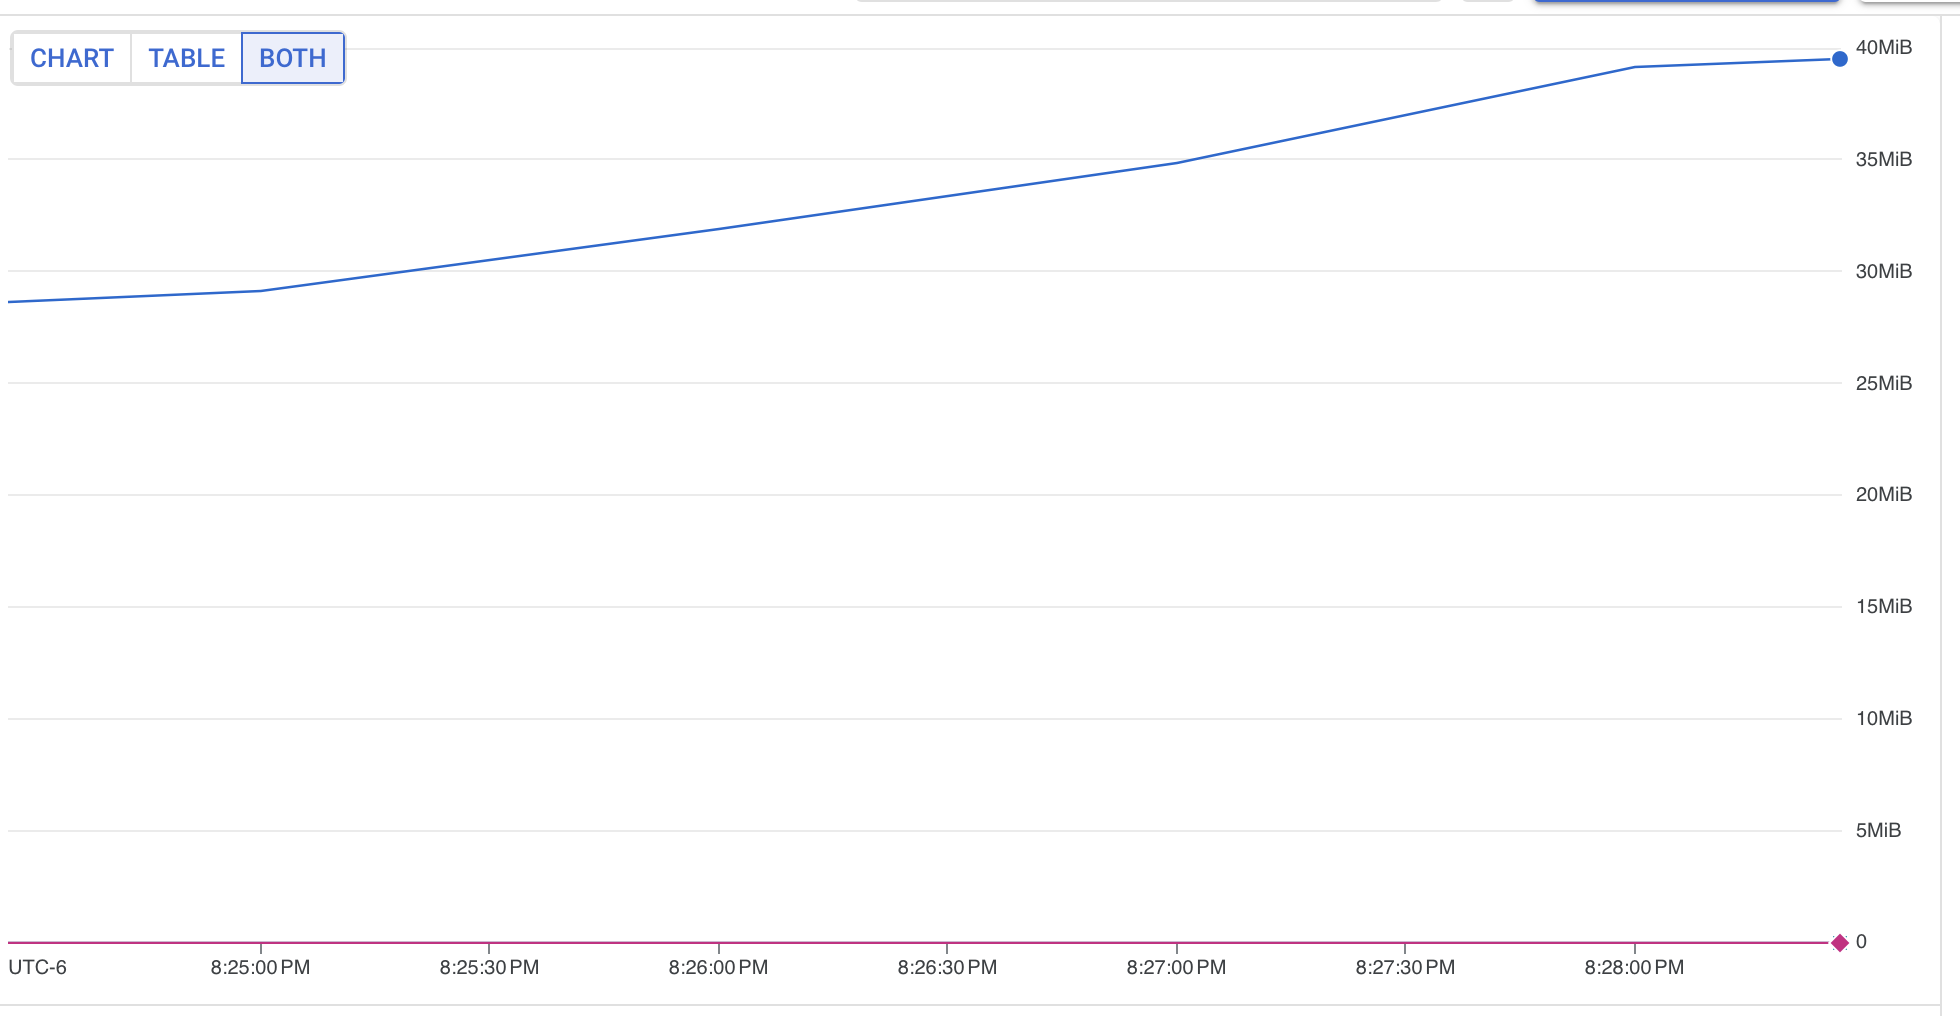 CHART TABLE BOTH
40MiB
35MiB
30MiB
25MiB
20MiB
15MiB
10MiB
5MiB
0
UTC-6 8:25:00 PM 8:25:30 PM 8:26:00 PM 8:26:30 PM 8:27:00 PM 8:27:30 PM 8:28:00 PM